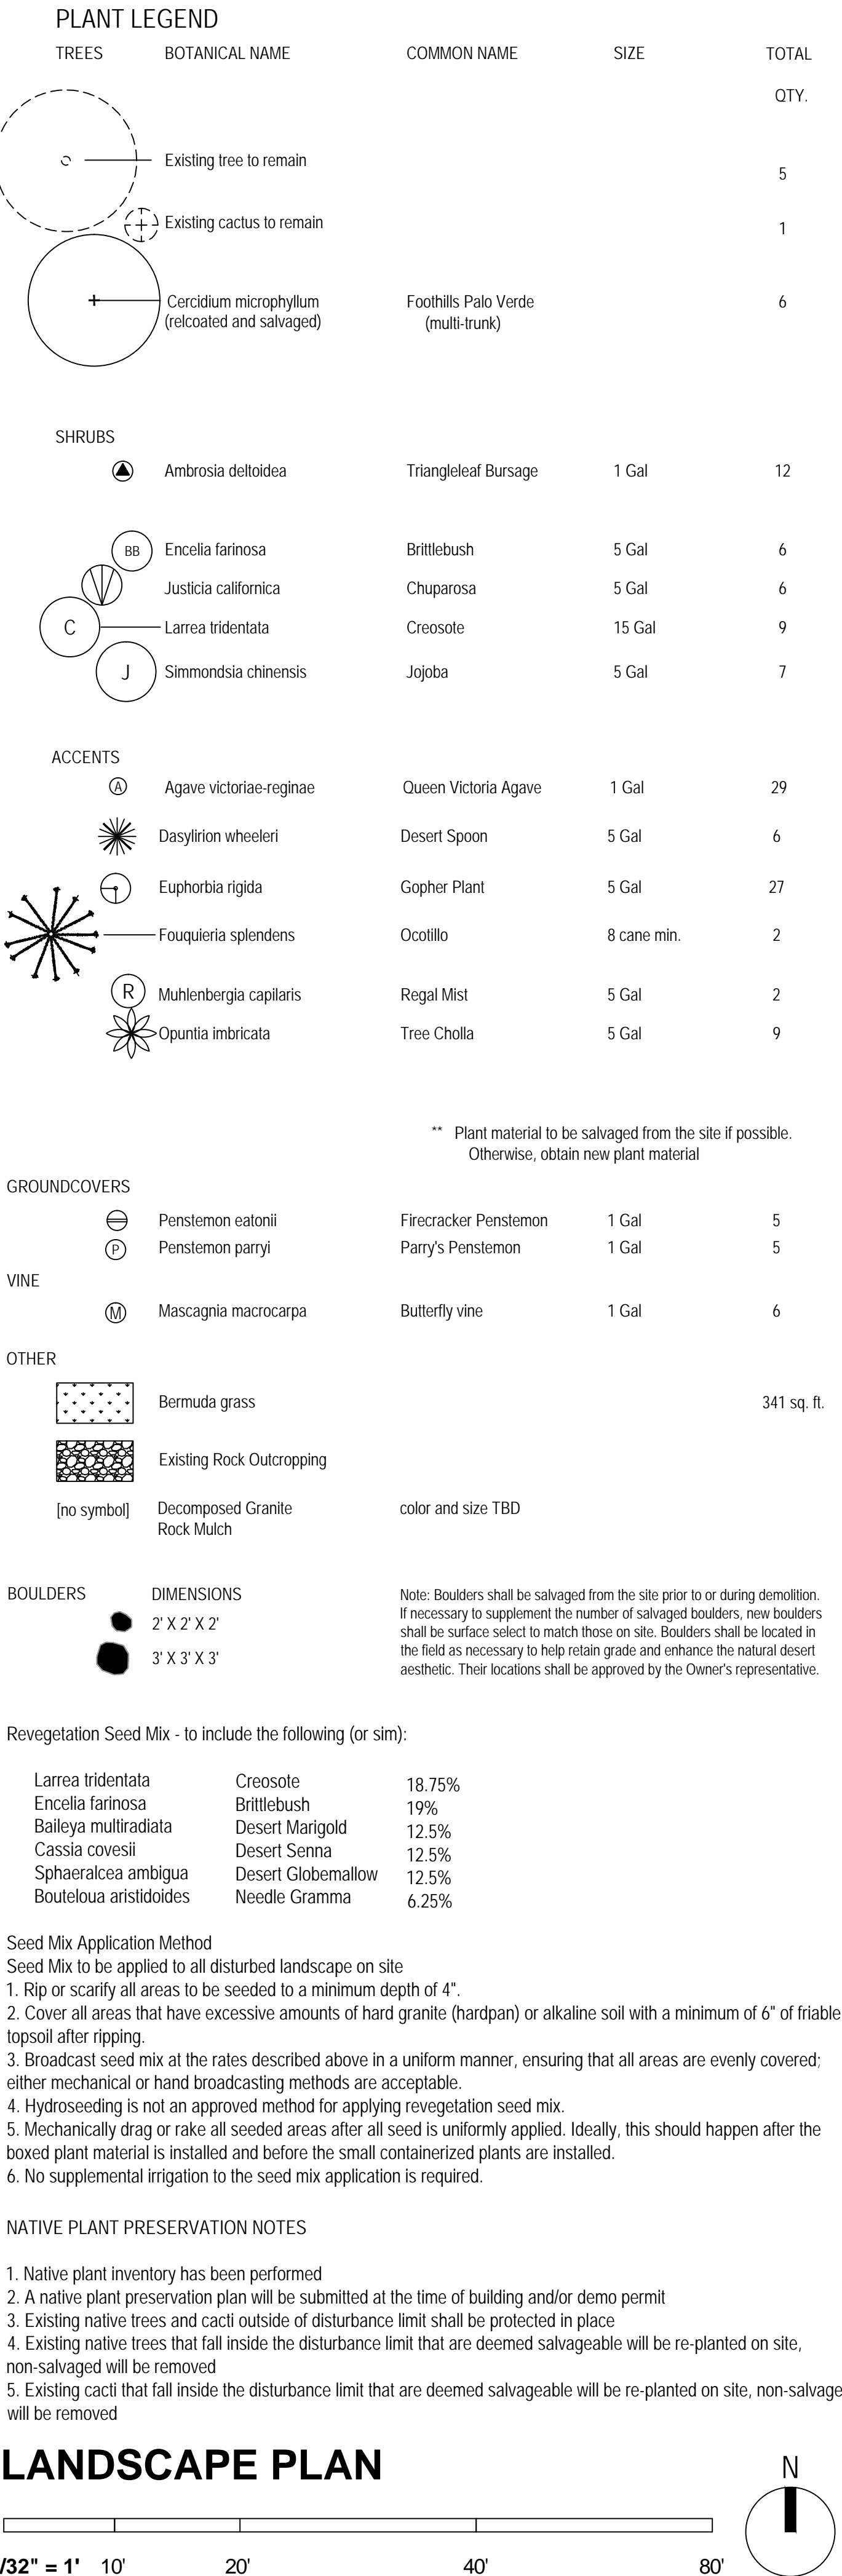 PLANT LEGEND
TREES BOTANICAL NAME COMMON NAME SIZE TOTAL
QTY.
Existing tree to remain 5
Existing cactus to remain 1
Cercidium microphyllum Foothills Palo Verde 6
(relcoated and salvaged) (multi-trunk)
SHRUBS
Ambrosia deltoidea Triangleleaf Bursage 1 Gal 12
BB Encelia farinosa Brittlebush 5 Gal 6
Justicia californica Chuparosa 5 Gal 6
C Larrea tridentata Creosote 15 Gal 9
J Simmondsia chinensis Jojoba 5 Gal 7
ACCENTS
A Agave victoriae-reginae Queen Victoria Agave 1 Gal 29
Dasylirion wheeleri Desert Spoon 5 Gal 6
Euphorbia rigida Gopher Plant 5 Gal 27
Fouquieria splendens Ocotillo 8 cane min. 2
R Muhlenbergia capilaris Regal Mist 5 Gal 2
Opuntia imbricata Tree Cholla 5 Gal 9
** Plant material to be salvaged from the site if possible.
Otherwise, obtain new plant material
GROUNDCOVERS
Penstemon eatonii Firecracker Penstemon 1 Gal 5
P Penstemon parryi Parry's Penstemon 1 Gal 5
VINE
M Mascagnia macrocarpa Butterfly vine 1 Gal 6
OTHER
Bermuda grass 341 sq. ft.
Existing Rock Outcropping
[no symbol] Decomposed Granite color and size TBD
Rock Mulch
BOULDERS DIMENSIONS
2' X 2' X 2'
3' X 3' X 3'
Note: Boulders shall be salvaged from the site prior to or during demolition.
If necessary to supplement the number of salvaged boulders, new boulders
shall be surface select to match those on site. Boulders shall be located in
the field as necessary to help retain grade and enhance the natural desert
aesthetic. Their locations shall be approved by the Owner's representative.
Revegetation Seed Mix - to include the following (or sim):
Larrea tridentata Creosote 18.75%
Encelia farinosa Brittlebush 19%
Baileya multiradiata Desert Marigold 12.5%
Cassia covesii Desert Senna 12.5%
Sphaeralcea ambigua Desert Globemallow 12.5%
Bouteloua aristidoides Needle Gramma 6.25%
Seed Mix Application Method
Seed Mix to be applied to all disturbed landscape on site
1. Rip or scarify all areas to be seeded to a minimum depth of 4".
2. Cover all areas that have excessive amounts of hard granite (hardpan) or alkaline soil with a minimum of 6" of friable
topsoil after ripping.
3. Broadcast seed mix at the rates described above in a uniform manner, ensuring that all areas are evenly covered;
either mechanical or hand broadcasting methods are acceptable.
4. Hydroseeding is not an approved method for applying revegetation seed mix.
5. Mechanically drag or rake all seeded areas after all seed is uniformly applied. Ideally, this should happen after the
boxed plant material is installed and before the small containerized plants are installed.
6. No supplemental irrigation to the seed mix application is required.
NATIVE PLANT PRESERVATION NOTES
1. Native plant inventory has been performed
2. A native plant preservation plan will be submitted at the time of building and/or demo permit
3. Existing native trees and cacti outside of disturbance limit shall be protected in place
4. Existing native trees that fall inside the disturbance limit that are deemed salvageable will be re-planted on site,
non-salvaged will be removed
5. Existing cacti that fall inside the disturbance limit that are deemed salvageable will be re-planted on site, non-salvage
will be removed
LANDSCAPE PLAN
N
/32" = 1' 10' 20' 40' 80'